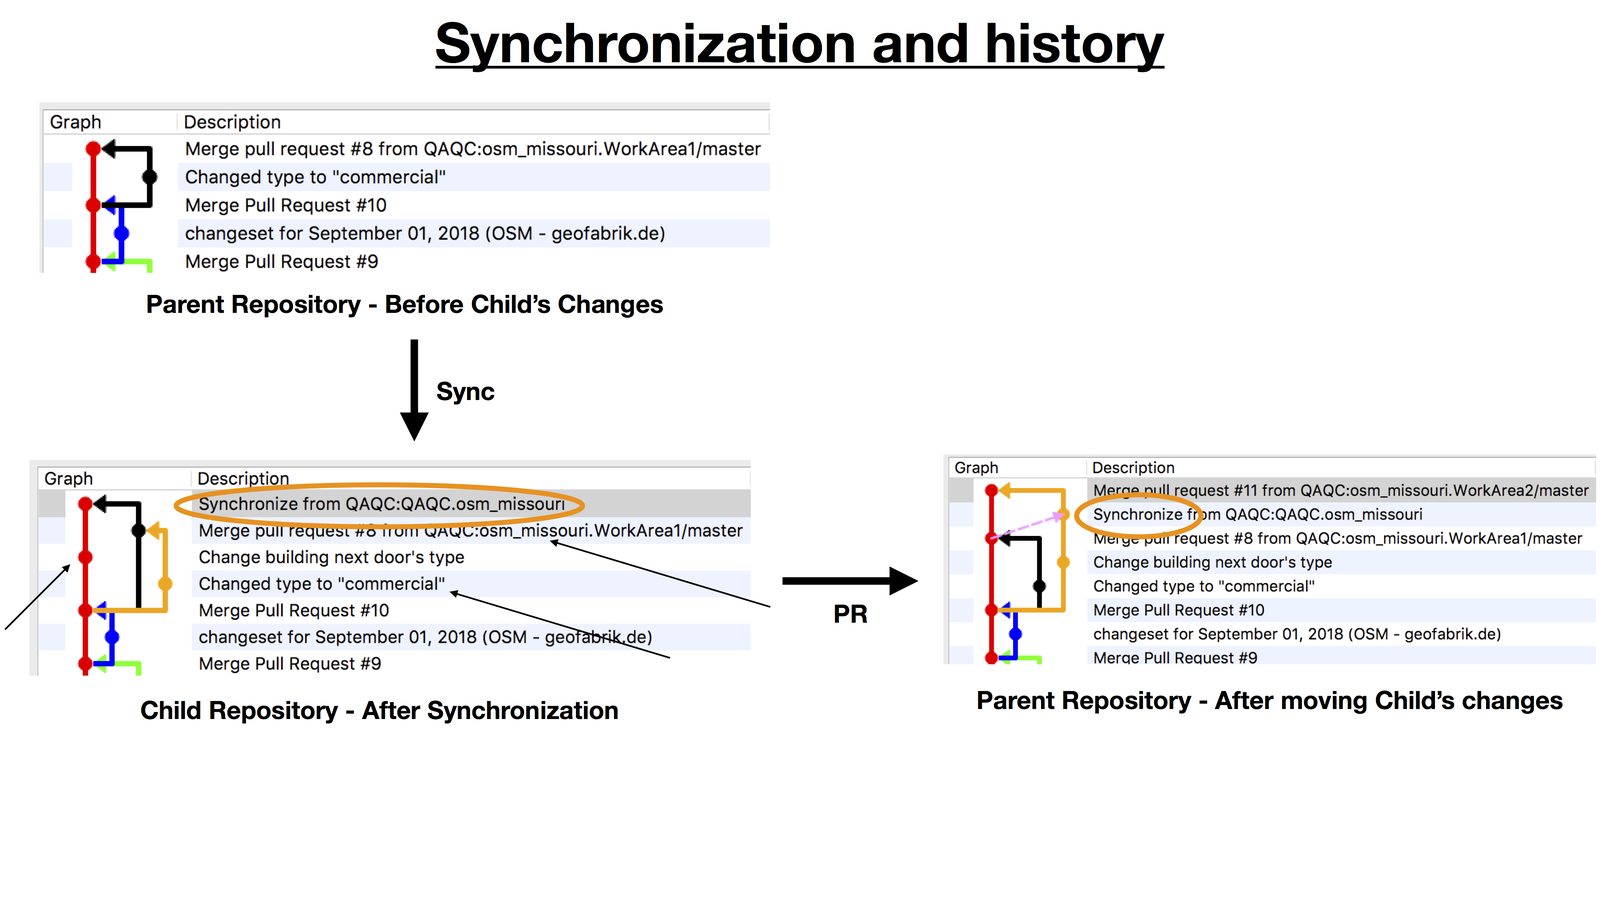 Synchronization and history
Graph Description
Merge pull request #8 from QAQC:osm_missouri.WorkArea1/master
Changed type to "commercial"
Merge Pull Request #10
changeset for September 01, 2018 (OSM - geofabrik.de)
Merge Pull Request #9
Parent Repository - Before Child’s Changes
Sync
Graph Description
Synchronize from QAQC:QAQC.osm_missouri
Merge pull request #8 from QAQC:osm_missouri.WorkArea1/master
Change building next door's type
Changed type to "commercial"
Merge Pull Request #10
changeset for September 01, 2018 (OSM - geofabrik.de)
Merge Pull Request #9
Child Repository - After Synchronization
PR
Graph Description
Merge pull request #11 from QAQC:osm_missouri.WorkArea2/master
Synchronize from QAQC:QAQC.osm_missouri
Merge pull request #8 from QAQC:osm_missouri.WorkArea1/master
Change building next door's type
Changed type to "commercial"
Merge Pull Request #10
changeset for September 01, 2018 (OSM - geofabrik.de)
Merge Pull Request #9
Parent Repository - After moving Child’s changes